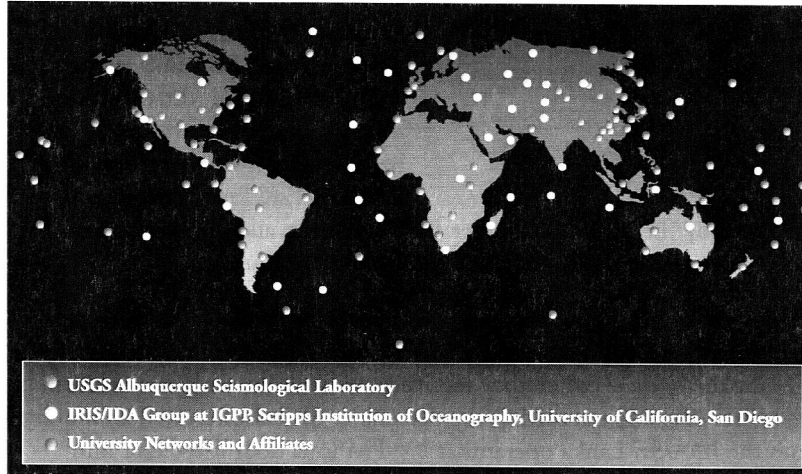 USGS Albuquerque Seismological Laboratory
IRIS/IDA Group at IGPP, Scripps Institution of Oceanography, University of California, San Diego
University Networks and Affiliates